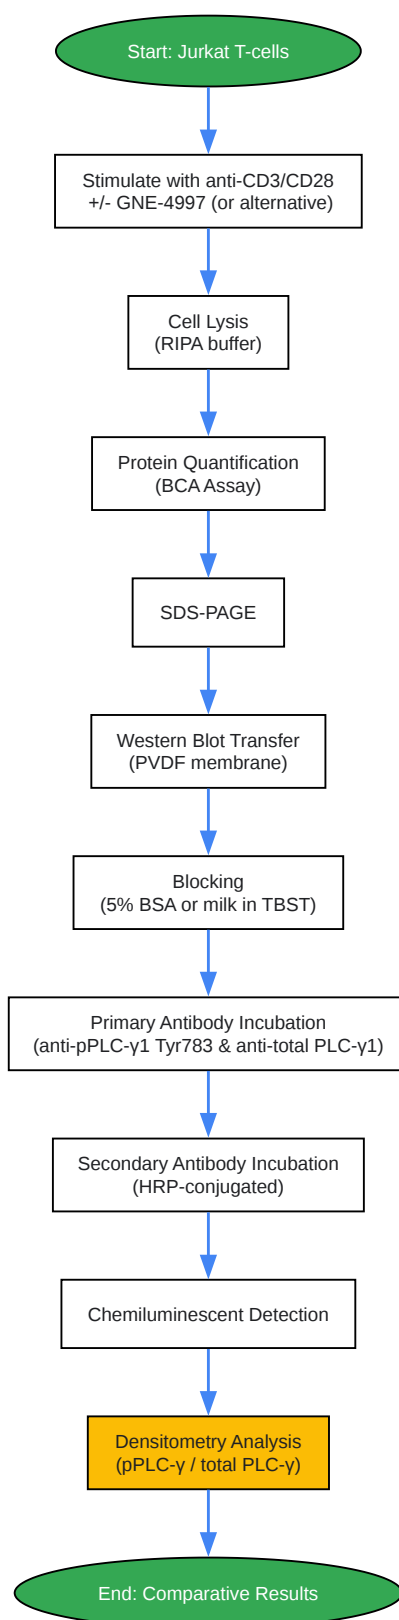 Start: Jurkat T-cells
Stimulate with anti-CD3/CD28
+/- GNE-4997 (or alternative)
Cell Lysis
(RIPA buffer)
Protein Quantification
(BCA Assay)
SDS-PAGE
Western Blot Transfer
(PVDF membrane)
Blocking
(5% BSA or milk in TBST)
Primary Antibody Incubation
(anti-pPLC-γ1 Tyr783 & anti-total PLC-γ1)
Secondary Antibody Incubation
(HRP-conjugated)
Chemiluminescent Detection
Densitometry Analysis
(pPLC-γ / total PLC-γ)
End: Comparative Results